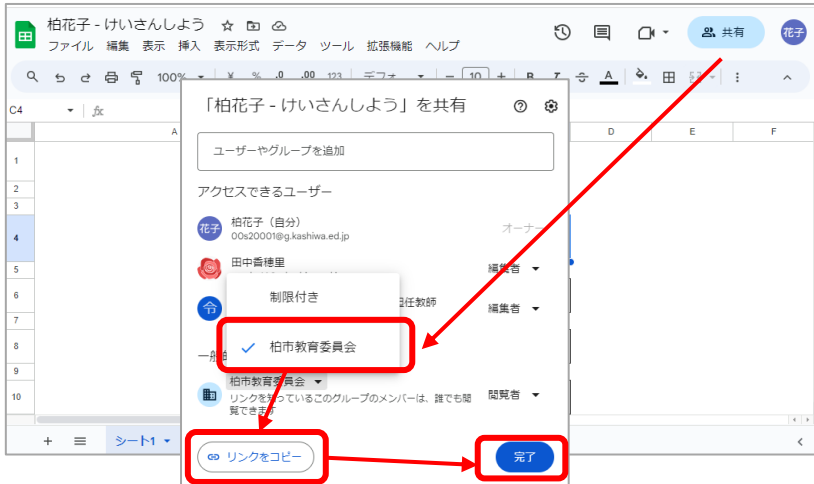 柏花子 - けいさんしよう
ファイル 編集 表示 挿入 表示形式 データ ツール 拡張機能 ヘルプ
共有
花子
100%
¥ % .0 .00 123 デフォ
10
B I A
C4
fx
A D E F
「柏花子 - けいさんしよう」を共有
ユーザーやグループを追加
アクセスできるユーザー
花子
柏花子（自分）
オーナー
00s20001@g.kashiwa.ed.jp
田中香穂里
編集者
令
担任教師
編集者
制限付き
柏市教育委員会
一般的
柏市教育委員会
リンクを知っているこのグループのメンバーは、誰でも閲
覧できます
閲覧者
リンクをコピー
完了
1
2
3
4
5
6
7
8
9
10
シート1